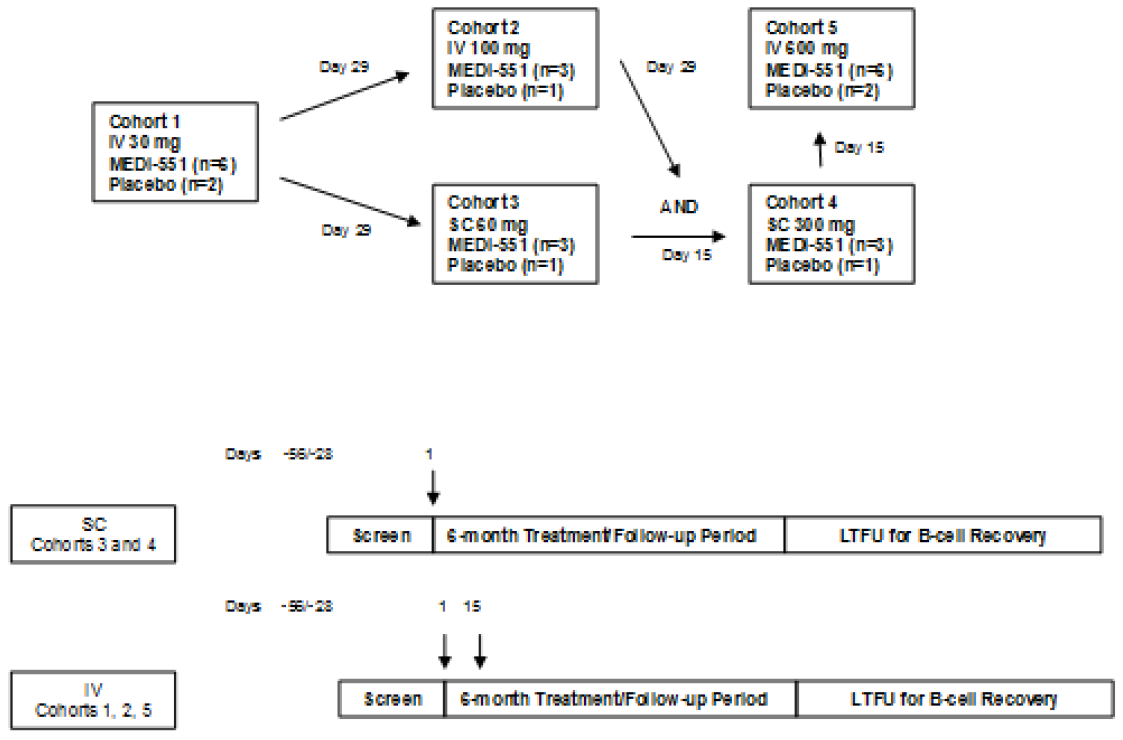 Cohort 1
IV 30 mg
MEDI-551 (n=6)
Placebo (n=2)
Day 29
Day 29
Cohort 2
IV 100 mg
MEDI-551 (n=3)
Placebo (n=1)
Cohort 3
SC 60 mg
MEDI-551 (n=3)
Placebo (n=1)
Day 29
AND
Day 15
Cohort 5
IV 600 mg
MEDI-551 (n=6)
Placebo (n=2)
Day 15
Cohort 4
SC 300 mg
MEDI-551 (n=3)
Placebo (n=1)
Days -56/-28 1
SC
Cohorts 3 and 4
Screen 6-month Treatment/Follow-up Period LTFU for B-cell Recovery
Days -56/-28 1 15
IV
Cohorts 1, 2, 5
Screen 6-month Treatment/Follow-up Period LTFU for B-cell Recovery